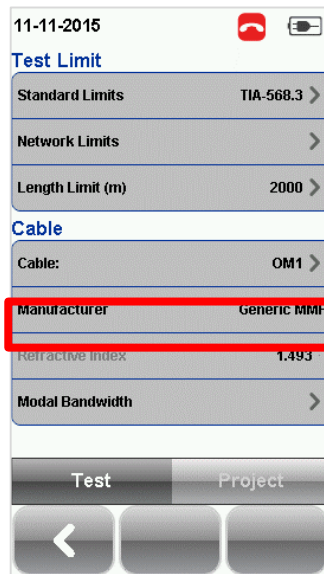 11-11-2015
Test Limit
Standard Limits TIA-568.3
Network Limits
Length Limit (m) 2000
Cable
Cable: OM1
Manufacturer Generic MMF
Refractive Index 1.493
Modal Bandwidth
Test Project